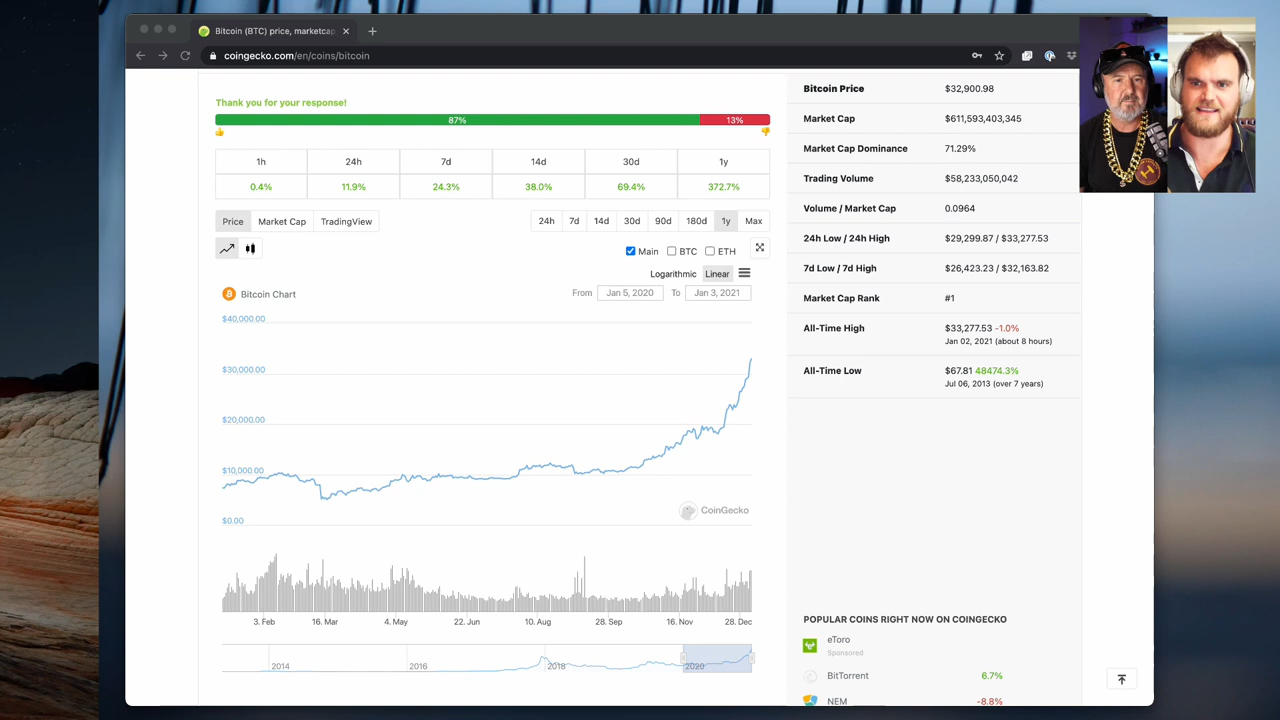 Bitcoin (BTC) price, marketcap
coingecko.com/en/coins/bitcoin
Thank you for your response!
87% 13%
1h 24h 7d 14d 30d 1y
0.4% 11.9% 24.3% 38.0% 69.4% 372.7%
Price Market Cap TradingView 24h 7d 14d 30d 90d 180d 1y Max
Main BTC ETH
Logarithmic Linear
Bitcoin Chart From Jan 5, 2020 To Jan 3, 2021
$40,000.00
$30,000.00
$20,000.00
$10,000.00
CoinGecko
$0.00
3. Feb 16. Mar 4. May 22. Jun 10. Aug 28. Sep 16. Nov 28. Dec
2014 2016 2018 2020
Bitcoin Price $32,900.98
Market Cap $611,593,403,345
Market Cap Dominance 71.29%
Trading Volume $58,233,050,042
Volume / Market Cap 0.0964
24h Low / 24h High $29,299.87 / $33,277.53
7d Low / 7d High $26,423.23 / $32,163.82
Market Cap Rank #1
All-Time High $33,277.53 -1.0%
Jan 02, 2021 (about 8 hours)
All-Time Low $67.81 48474.3%
Jul 06, 2013 (over 7 years)
POPULAR COINS RIGHT NOW ON COINGECKO
eToro
Sponsored
BitTorrent 6.7%
NEM -8.8%